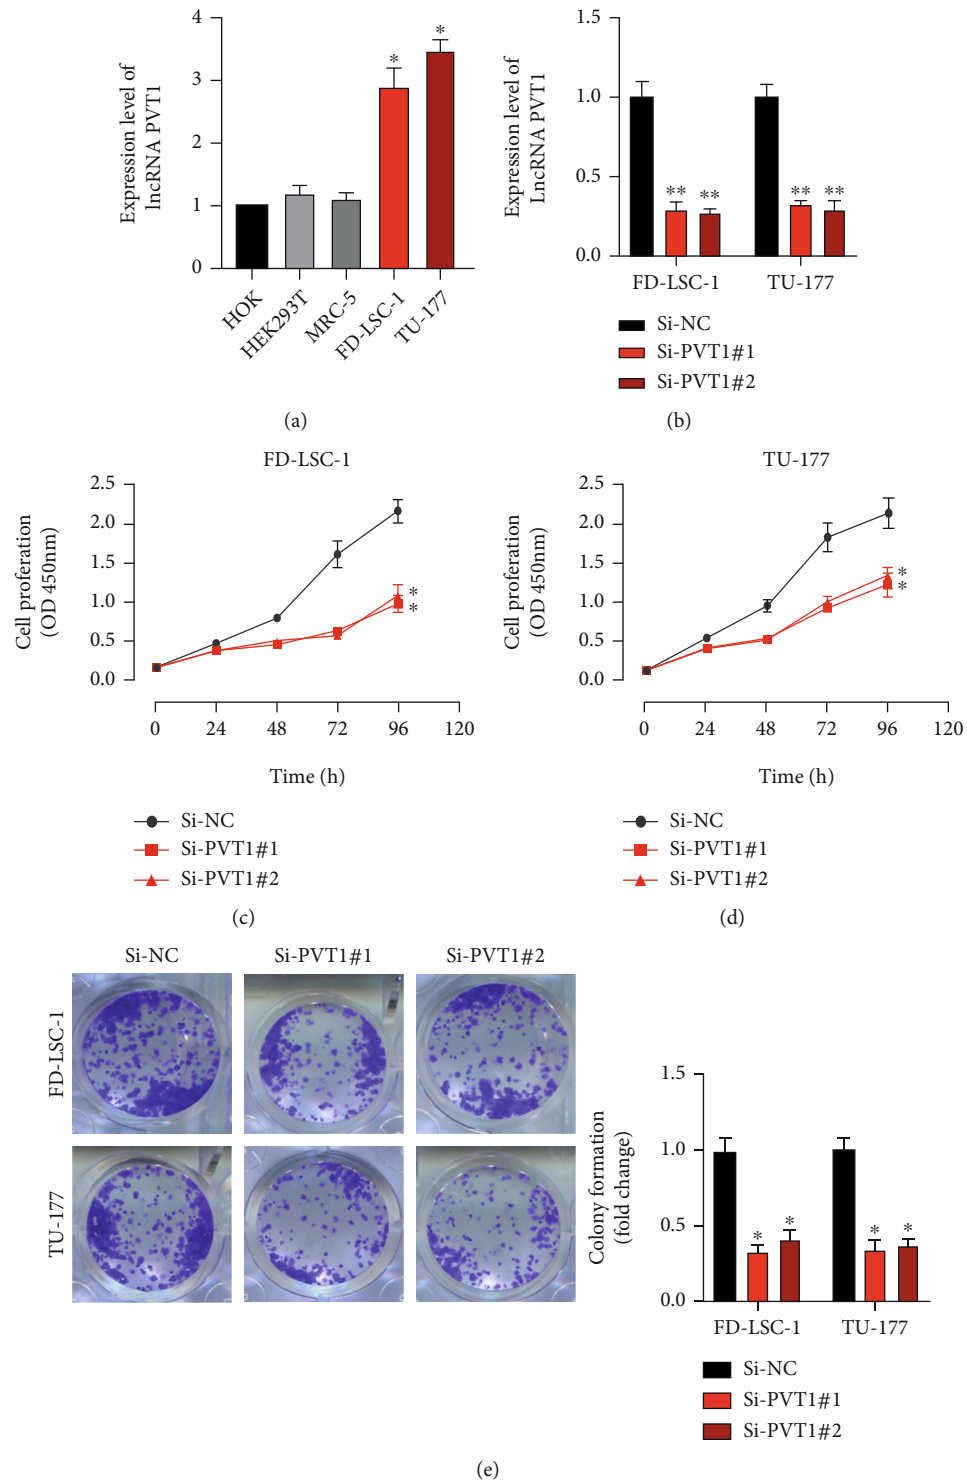 4
3
2
1
0
Expression level of
lncRNA PVT1
*
*
HOK
HEK293T
MRC-5
FD-LSC-1
TU-177
(a)
1.5
1.0
0.5
0.0
Expression level of
LncRNA PVT1
** ** ** **
FD-LSC-1 TU-177
Si-NC
Si-PVT1#1
Si-PVT1#2
(b)
FD-LSC-1
2.5
2.0
1.5
1.0
0.5
0.0
Cell proferation
(OD 450nm)
*
*
0 24 48 72 96 120
Time (h)
Si-NC
Si-PVT1#1
Si-PVT1#2
(c)
TU-177
2.5
2.0
1.5
1.0
0.5
0.0
Cell proferation
(OD 450nm)
*
*
0 24 48 72 96 120
Time (h)
Si-NC
Si-PVT1#1
Si-PVT1#2
(d)
Si-NC Si-PVT1#1 Si-PVT1#2
FD-LSC-1
TU-177
1.5
1.0
0.5
0.0
Colony formation
(fold change)
* * * *
FD-LSC-1 TU-177
Si-NC
Si-PVT1#1
Si-PVT1#2
(e)